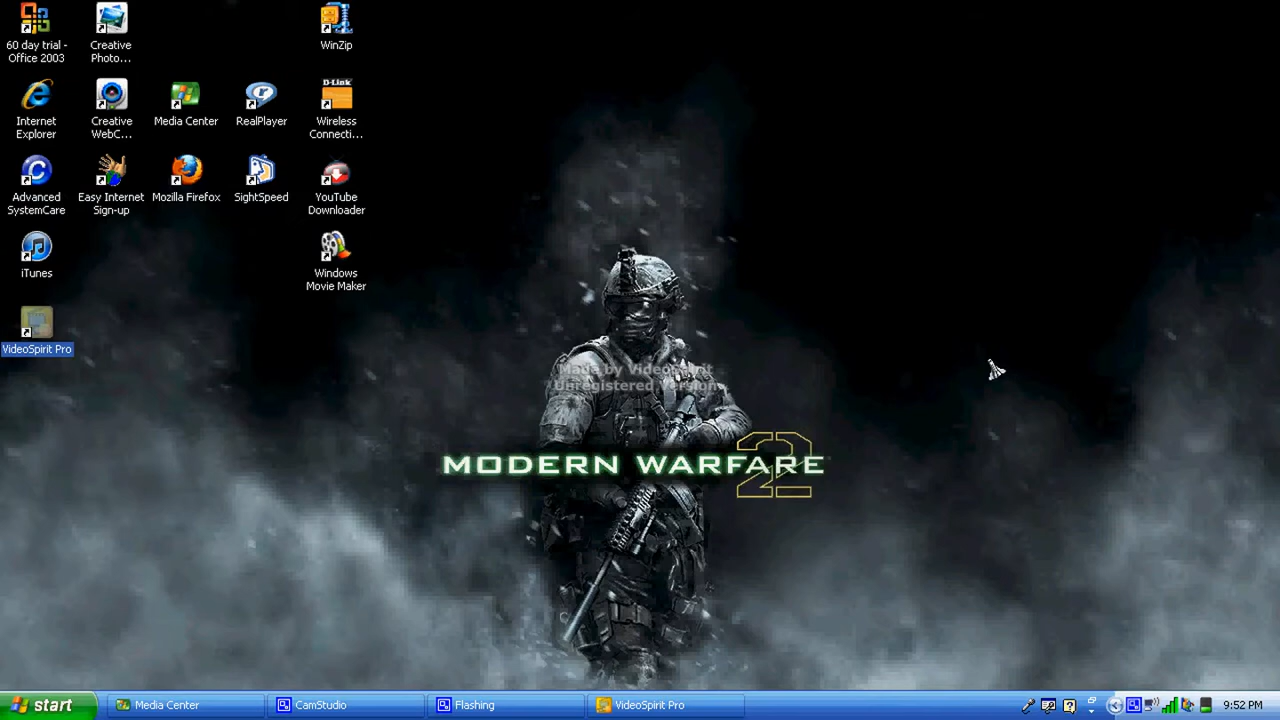 60 day trial -
Office 2003
Creative
Photo...
WinZip
Internet
Explorer
Creative
WebC...
Media Center
RealPlayer
D-Link
Wireless
Connecti...
Advanced
SystemCare
Easy Internet
Sign-up
Mozilla Firefox
SightSpeed
YouTube
Downloader
iTunes
Windows
Movie Maker
VideoSpirit Pro
Made by VideoSpirit
Unregistered version
MODERN WARFARE
2
start
Media Center
CamStudio
Flashing
VideoSpirit Pro
9:52 PM